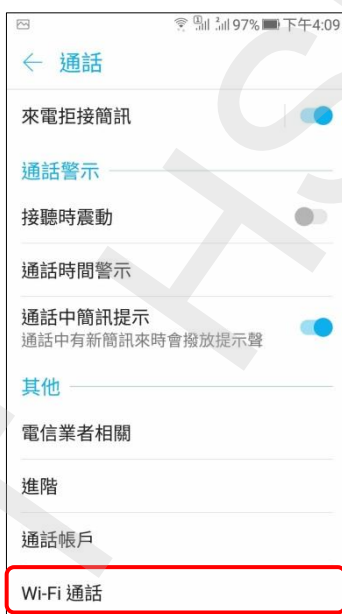 97% 下午4:09
← 通話
來電拒接簡訊
通話警示
接聽時震動
通話時間警示
通話中簡訊提示
通話中有新簡訊來時會撥放提示聲
其他
電信業者相關
進階
通話帳戶
Wi-Fi 通話